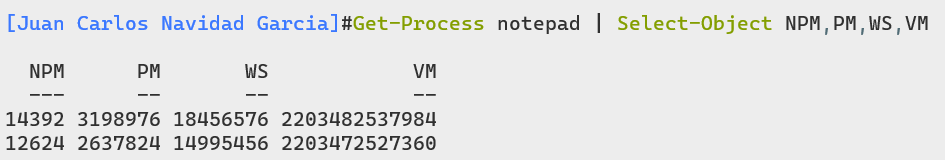 [Juan Carlos Navidad Garcia]#Get-Process notepad | Select-Object NPM,PM,WS,VM
NPM PM WS VM
--- -- -- --
14392 3198976 18456576 2203482537984
12624 2637824 14995456 2203472527360